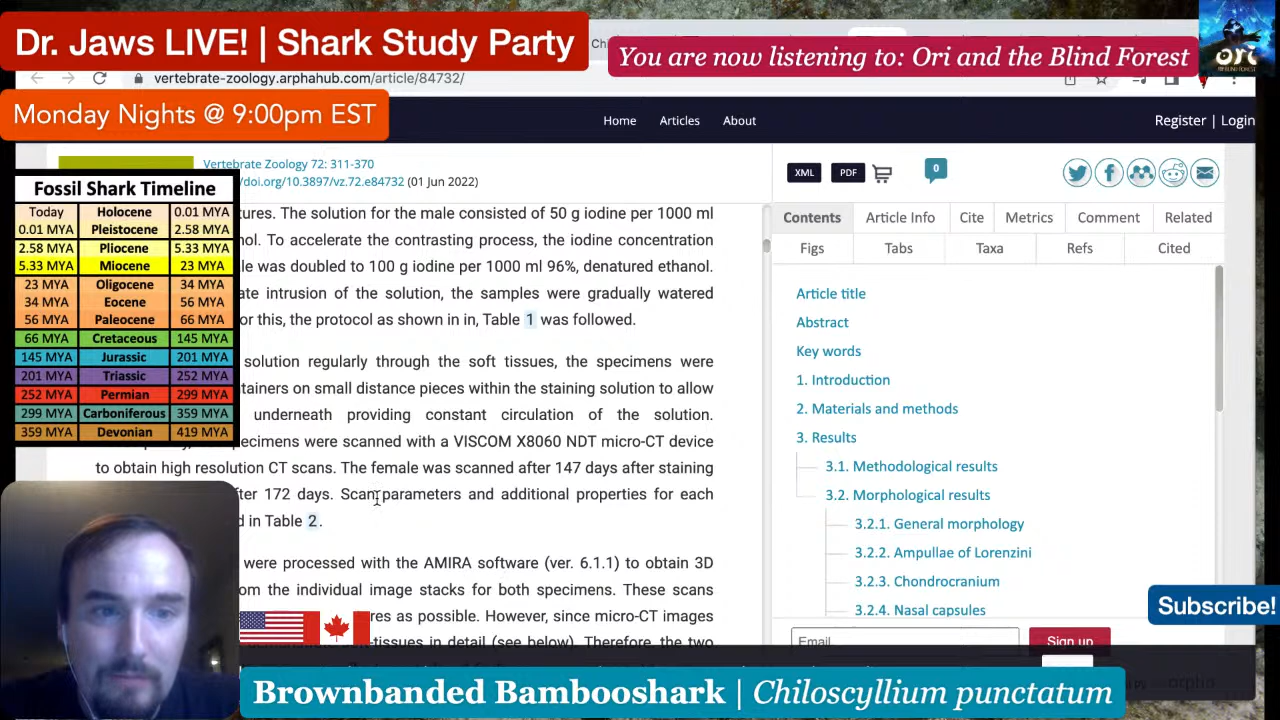 Dr. Jaws LIVE! | Shark Study Party
You are now listening to: Ori and the Blind Forest
ori
vertebrate-zoology.arphahub.com/article/84732/
Monday Nights @ 9:00pm EST
Home Articles About
Register | Login
Vertebrate Zoology 72: 311-370
/doi.org/10.3897/vz.72.e84732 (01 Jun 2022)
XML PDF 0
Fossil Shark Timeline
Today Holocene 0.01 MYA
0.01 MYA Pleistocene 2.58 MYA
2.58 MYA Pliocene 5.33 MYA
5.33 MYA Miocene 23 MYA
23 MYA Oligocene 34 MYA
34 MYA Eocene 56 MYA
56 MYA Paleocene 66 MYA
66 MYA Cretaceous 145 MYA
145 MYA Jurassic 201 MYA
201 MYA Triassic 252 MYA
252 MYA Permian 299 MYA
299 MYA Carboniferous 359 MYA
359 MYA Devonian 419 MYA
tures. The solution for the male consisted of 50 g iodine per 1000 ml
nol. To accelerate the contrasting process, the iodine concentration
le was doubled to 100 g iodine per 1000 ml 96%, denatured ethanol.
ate intrusion of the solution, the samples were gradually watered
or this, the protocol as shown in in, Table 1 was followed.
solution regularly through the soft tissues, the specimens were
tainers on small distance pieces within the staining solution to allow
underneath providing constant circulation of the solution.
pecimens were scanned with a VISCOM X8060 NDT micro-CT device
to obtain high resolution CT scans. The female was scanned after 147 days after staining
fter 172 days. Scan parameters and additional properties for each
d in Table 2.
were processed with the AMIRA software (ver. 6.1.1) to obtain 3D
om the individual image stacks for both specimens. These scans
res as possible. However, since micro-CT images
-tissues in detail (see below). Therefore, the two
Contents Article Info Cite Metrics Comment Related
Figs Tabs Taxa Refs Cited
Article title
Abstract
Key words
1. Introduction
2. Materials and methods
3. Results
3.1. Methodological results
3.2. Morphological results
3.2.1. General morphology
3.2.2. Ampullae of Lorenzini
3.2.3. Chondrocranium
3.2.4. Nasal capsules
Email Sign up
Subscribe!
Brownbanded Bambooshark | Chiloscyllium punctatum